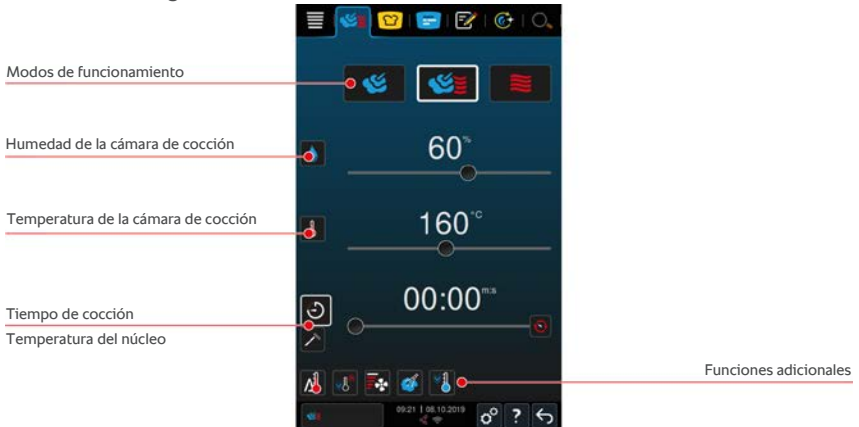 Modos de funcionamiento
Humedad de la cámara de cocción
60%
Temperatura de la cámara de cocción
160°C
00:00 m:s
Tiempo de cocción
Temperatura del núcleo
Funciones adicionales
09:21 | 08.10.2019
?